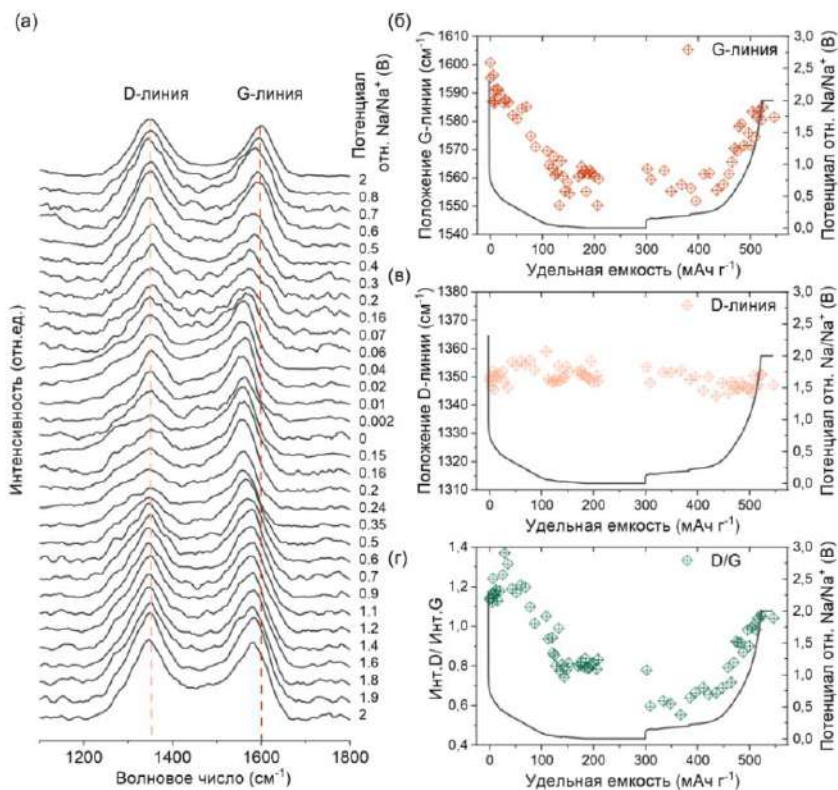 (а)
D-линия
G-линия
Потенциал
отн. Na/Na⁺ (В)
2
0.8
0.7
0.6
0.5
0.4
0.3
0.2
0.16
0.07
0.06
0.04
0.02
0.01
0.002
0
0.15
0.16
0.2
0.24
0.35
0.5
0.6
0.7
0.9
1.1
1.2
1.4
1.6
1.8
1.9
2
Интенсивность (отн.ед.)
1200 1400 1600 1800
Волновое число (см⁻¹)
(б)
G-линия
Положение G-линии (см⁻¹)
1610
1600
1590
1580
1570
1560
1550
1540
3,0
2,5
2,0
1,5
1,0
0,5
0,0
Потенциал отн. Na/Na⁺ (В)
0 100 200 300 400 500
Удельная емкость (мАч г⁻¹)
(в)
D-линия
Положение D-линии (см⁻¹)
1380
1370
1360
1350
1340
1330
1320
1310
3,0
2,5
2,0
1,5
1,0
0,5
0,0
Потенциал отн. Na/Na⁺ (В)
0 100 200 300 400 500
Удельная емкость (мАч г⁻¹)
(г)
D/G
Инт.D/ Инт.G
1,4
1,2
1,0
0,8
0,6
0,4
3,0
2,5
2,0
1,5
1,0
0,5
0,0
Потенциал отн. Na/Na⁺ (В)
0 100 200 300 400 500
Удельная емкость (мАч г⁻¹)